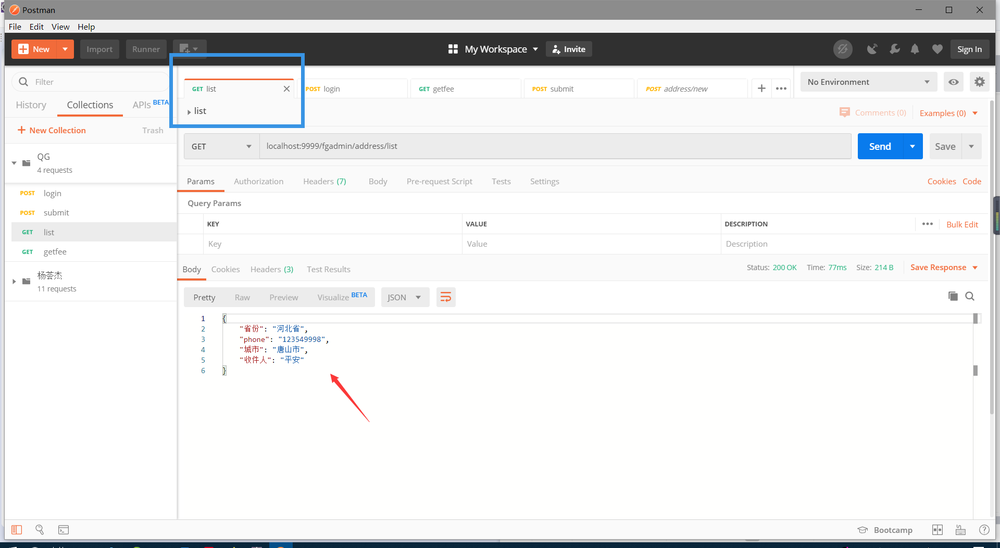 Postman
File Edit View Help
New Import Runner My Workspace Invite Sign In
Filter
History Collections APIs BETA
New Collection Trash
QG
4 requests
POST login
POST submit
GET list
GET getfee
杨荟杰
11 requests
GET list POST login GET getfee POST submit POST address/new No Environment
list Comments (0) Examples (0)
GET localhost:9999/fgadmin/address/list Send Save
Params Authorization Headers (7) Body Pre-request Script Tests Settings Cookies Code
Query Params
KEY VALUE DESCRIPTION Bulk Edit
Key Value Description
Body Cookies Headers (3) Test Results Status: 200 OK Time: 77ms Size: 214 B Save Response
Pretty Raw Preview Visualize BETA JSON
1 {
2 "省份": "河北省",
3 "phone": "123549998",
4 "城市": "唐山市",
5 "收件人": "平安"
6 }
Bootcamp